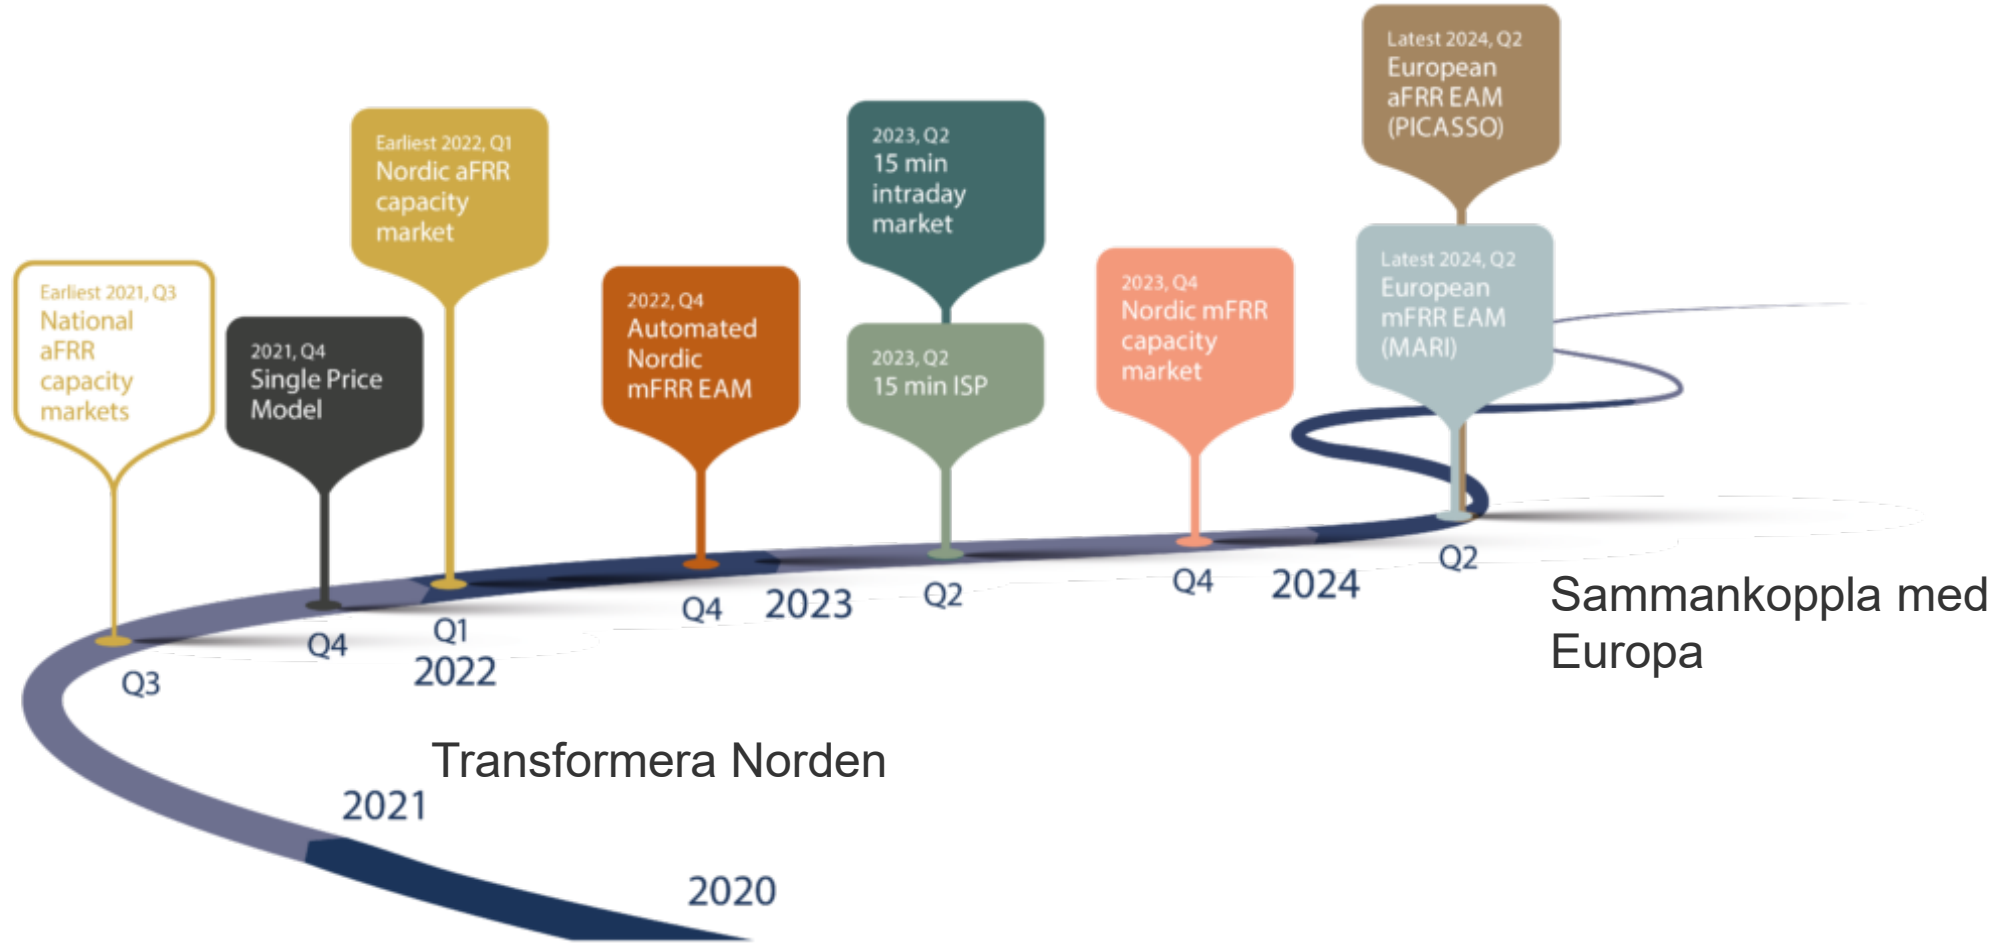 Earliest 2021, Q3
National
aFRR
capacity
markets
2021, Q4
Single Price
Model
Earliest 2022, Q1
Nordic aFRR
capacity
market
2022, Q4
Automated
Nordic
mFRR EAM
2023, Q2
15 min
intraday
market
2023, Q2
15 min ISP
2023, Q4
Nordic mFRR
capacity
market
Latest 2024, Q2
European
aFRR EAM
(PICASSO)
Latest 2024, Q2
European
mFRR EAM
(MARI)
Q3
Q4
Q1
2022
Q4
2023
Q2
Q4
2024
Q2
Sammankoppla med
Europa
Transformera Norden
2021
2020